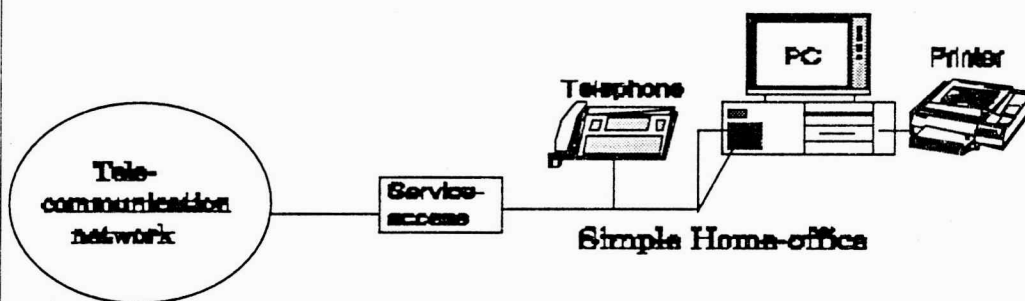 PC
Printer
Telephone
Tele-
communication
network
Service-
access
Simple Home-office